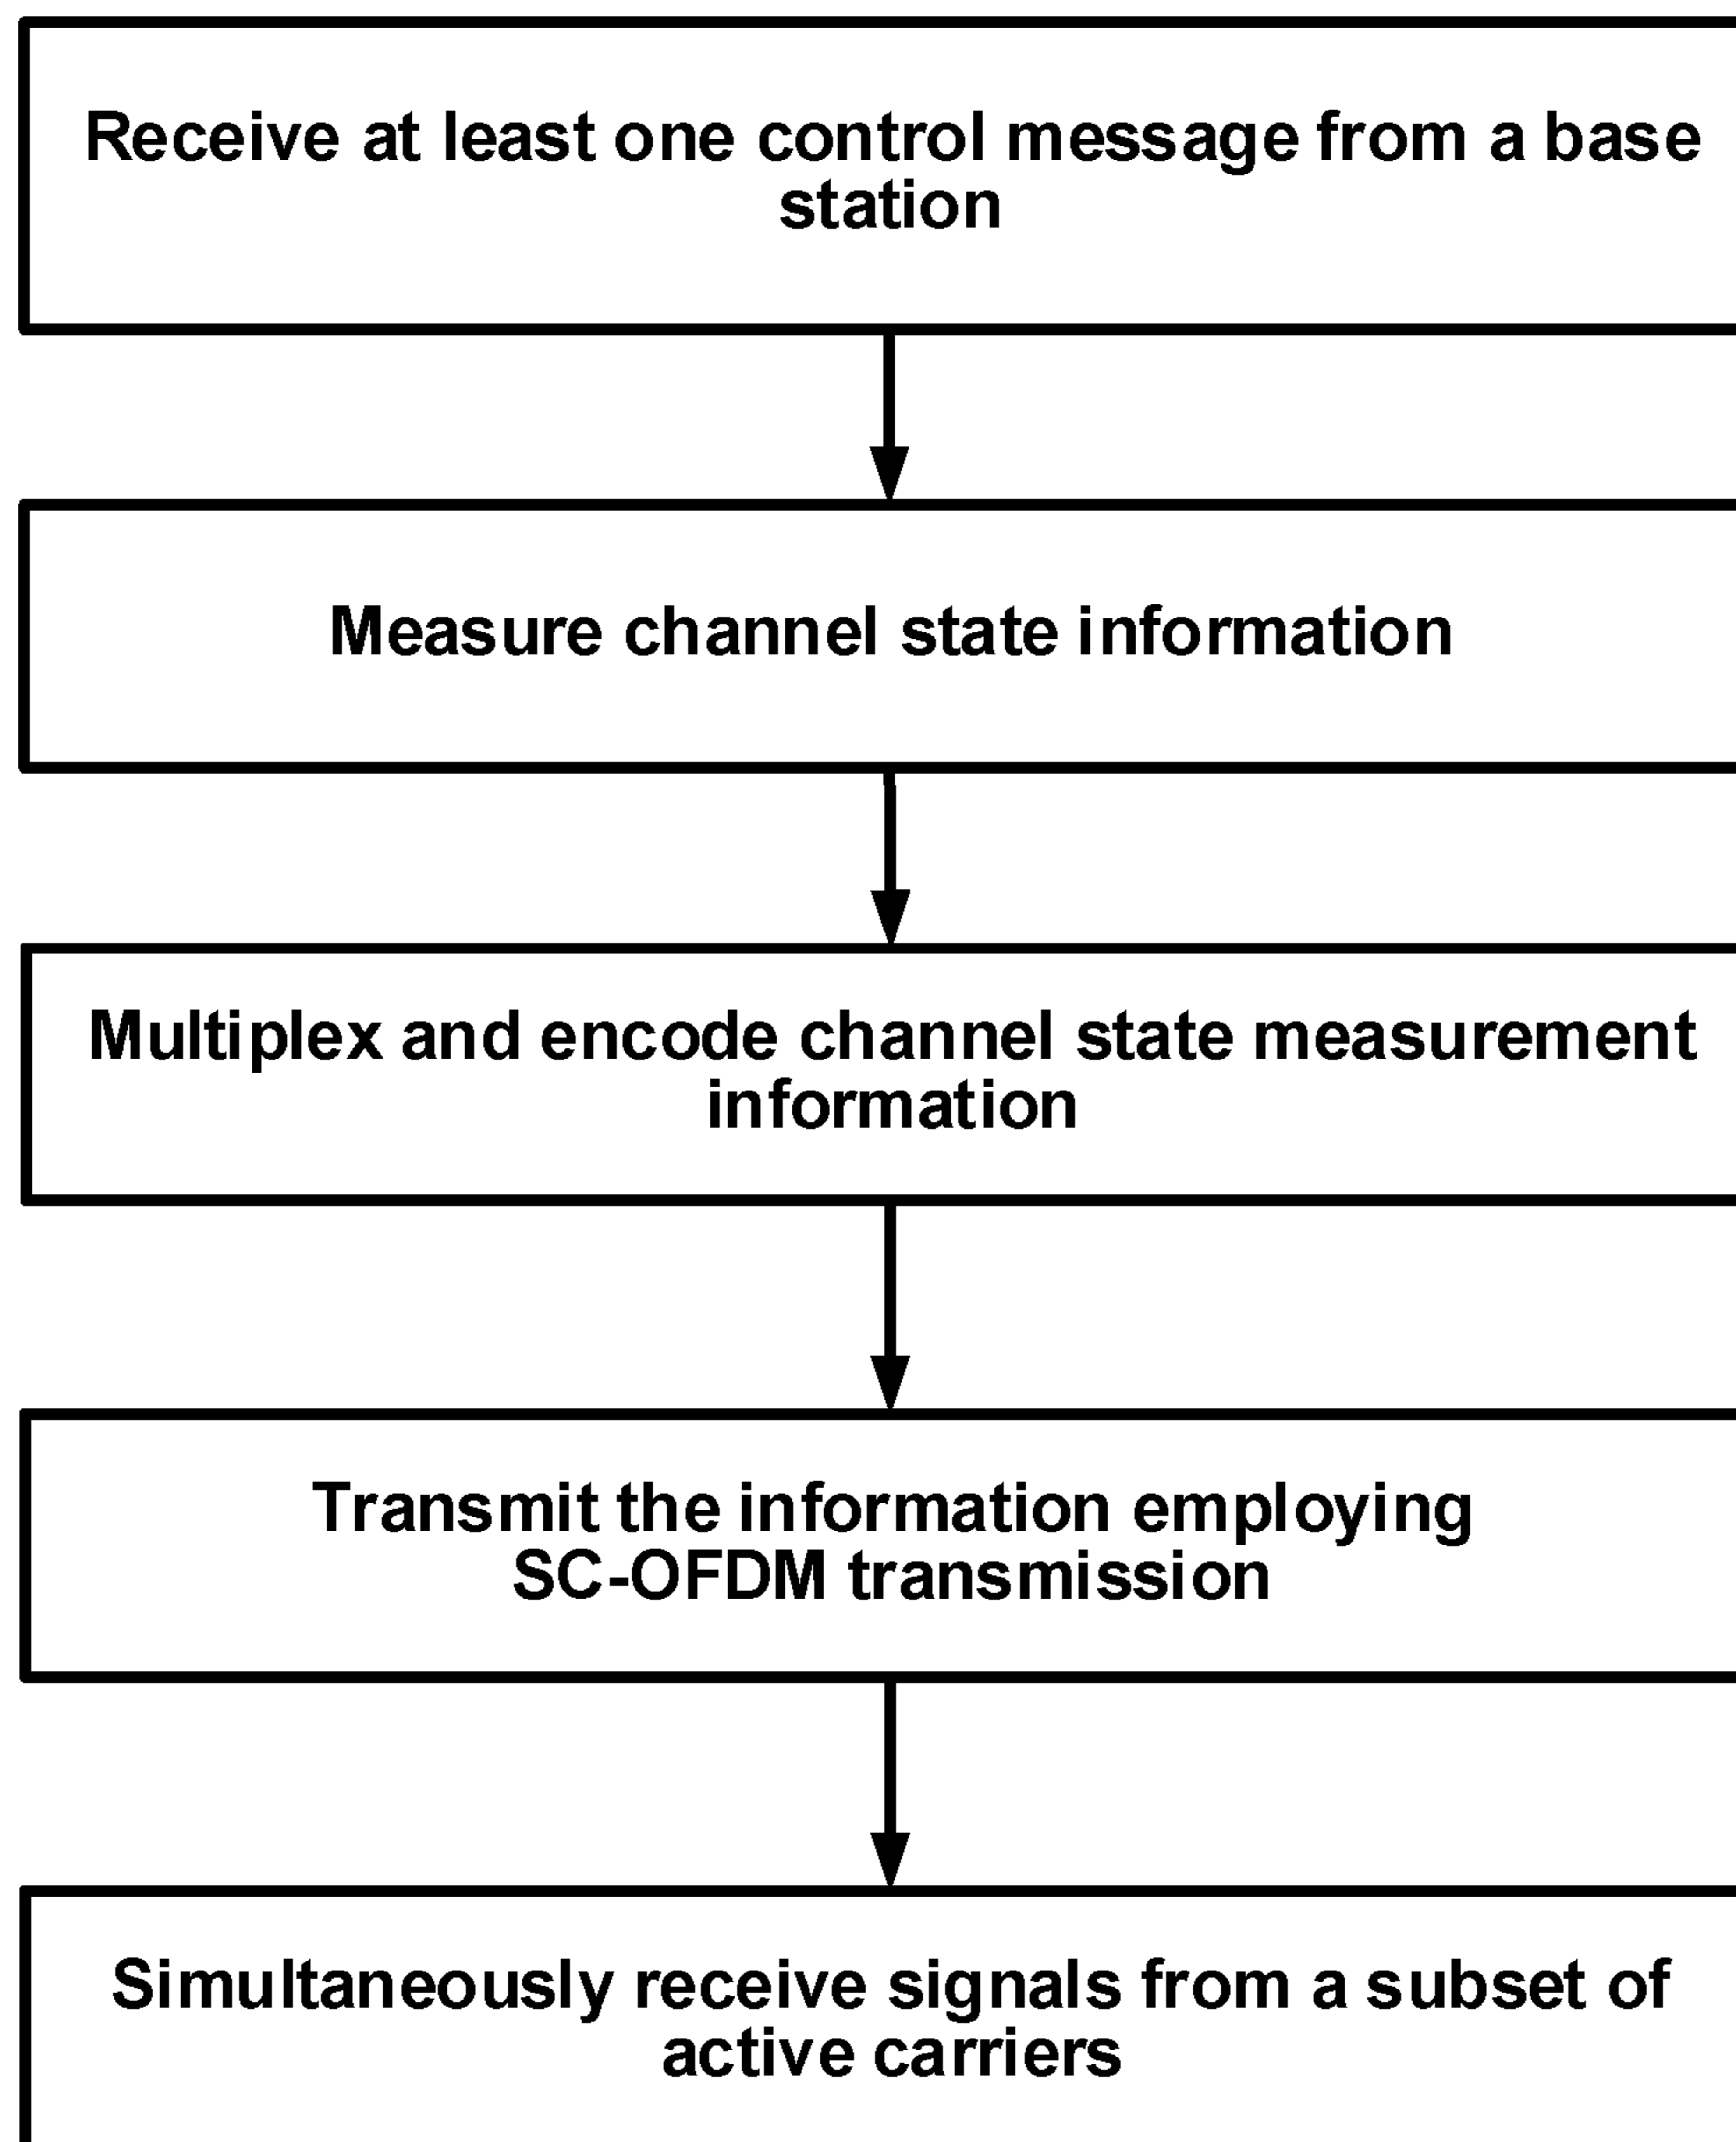 Receive at least one control message from a base
station
Measure channel state information
Multiplex and encode channel state measurement
information
Transmit the information employing
SC-OFDM transmission
Simultaneously receive signals from a subset of
active carriers